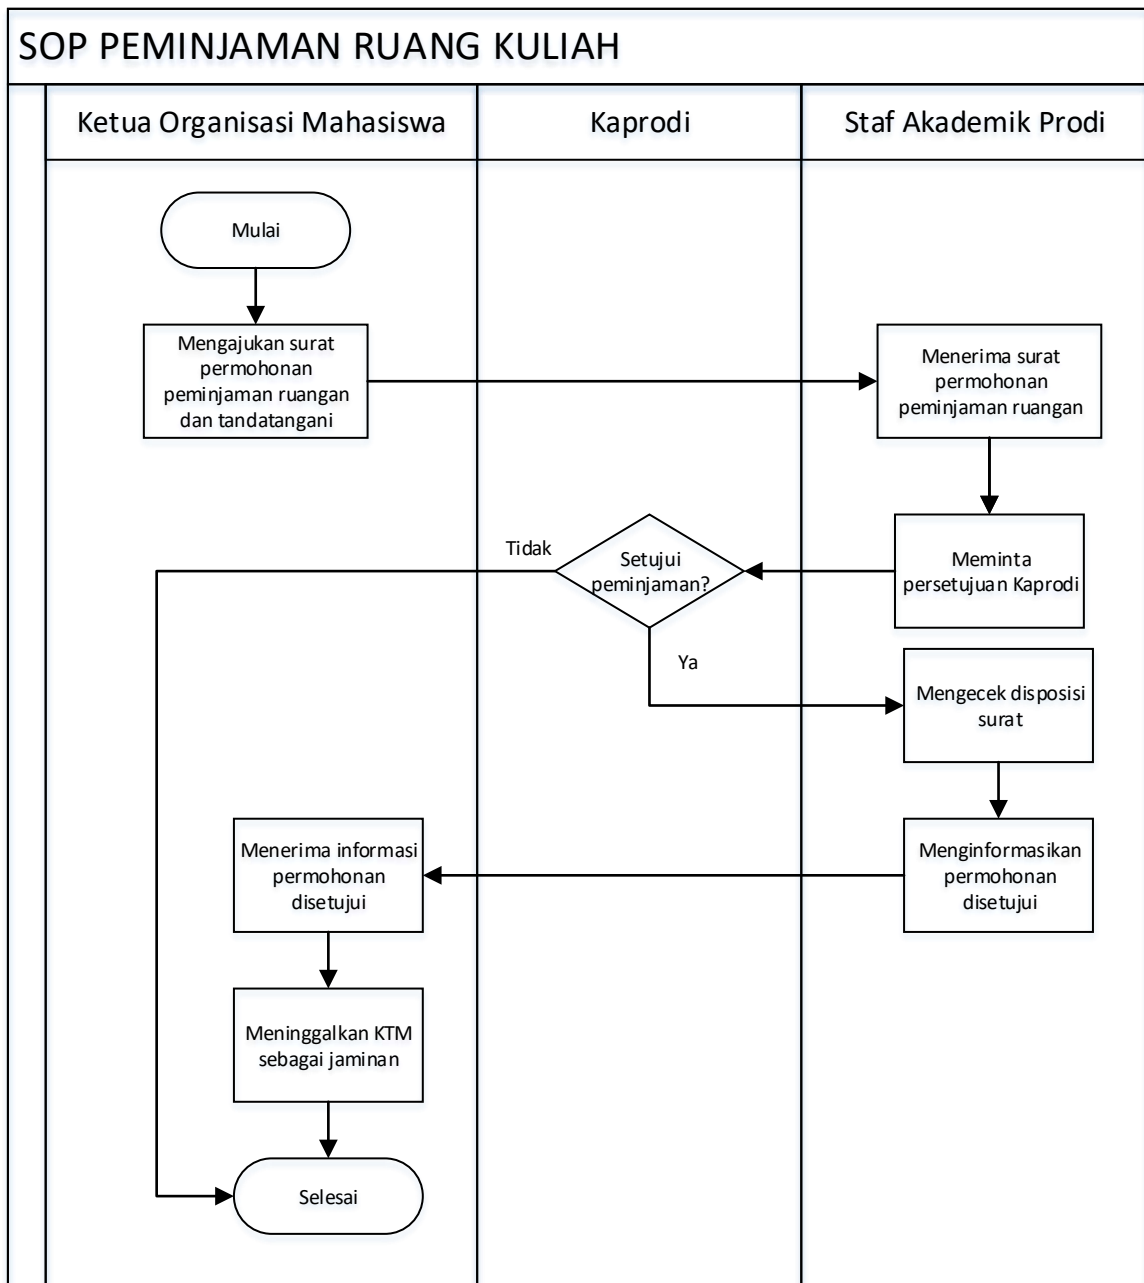 SOP PEMINJAMAN RUANG KULIAH
Ketua Organisasi Mahasiswa
Kaprodi
Staf Akademik Prodi
Mulai
Mengajukan surat
permohonan
peminjaman ruangan
dan tandatangani
Menerima surat
permohonan
peminjaman ruangan
Meminta
persetujuan Kaprodi
Setujui
peminjaman?
Tidak
Ya
Mengecek disposisi
surat
Menginformasikan
permohonan
disetujui
Menerima informasi
permohonan
disetujui
Meninggalkan KTM
sebagai jaminan
Selesai